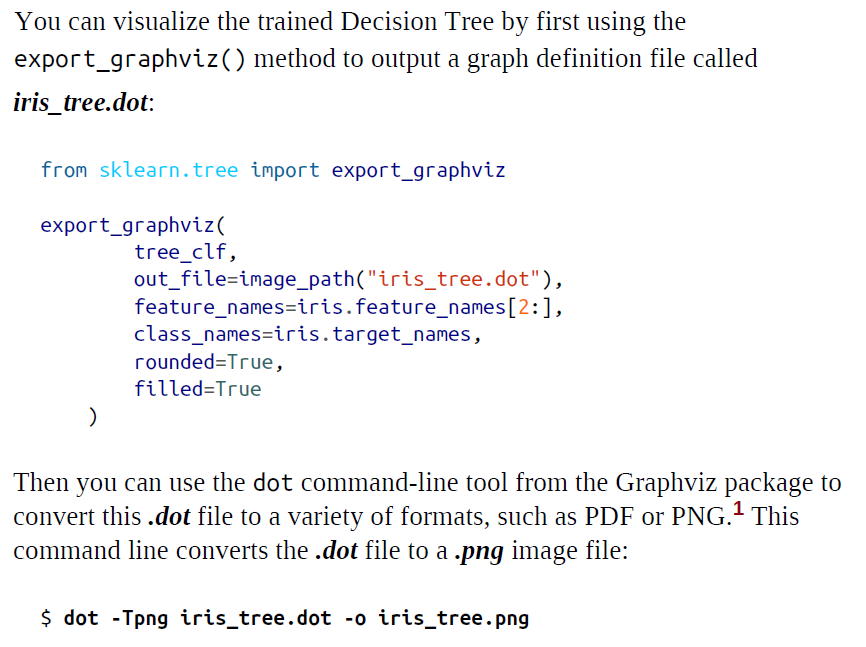 You can visualize the trained Decision Tree by first using the
export_graphviz() method to output a graph definition file called
iris_tree.dot:
from sklearn.tree import export_graphviz
export_graphviz(
        tree_clf,
        out_file=image_path("iris_tree.dot"),
        feature_names=iris.feature_names[2:],
        class_names=iris.target_names,
        rounded=True,
        filled=True
    )
Then you can use the dot command-line tool from the Graphviz package to
convert this .dot file to a variety of formats, such as PDF or PNG.1 This
command line converts the .dot file to a .png image file:
$ dot -Tpng iris_tree.dot -o iris_tree.png